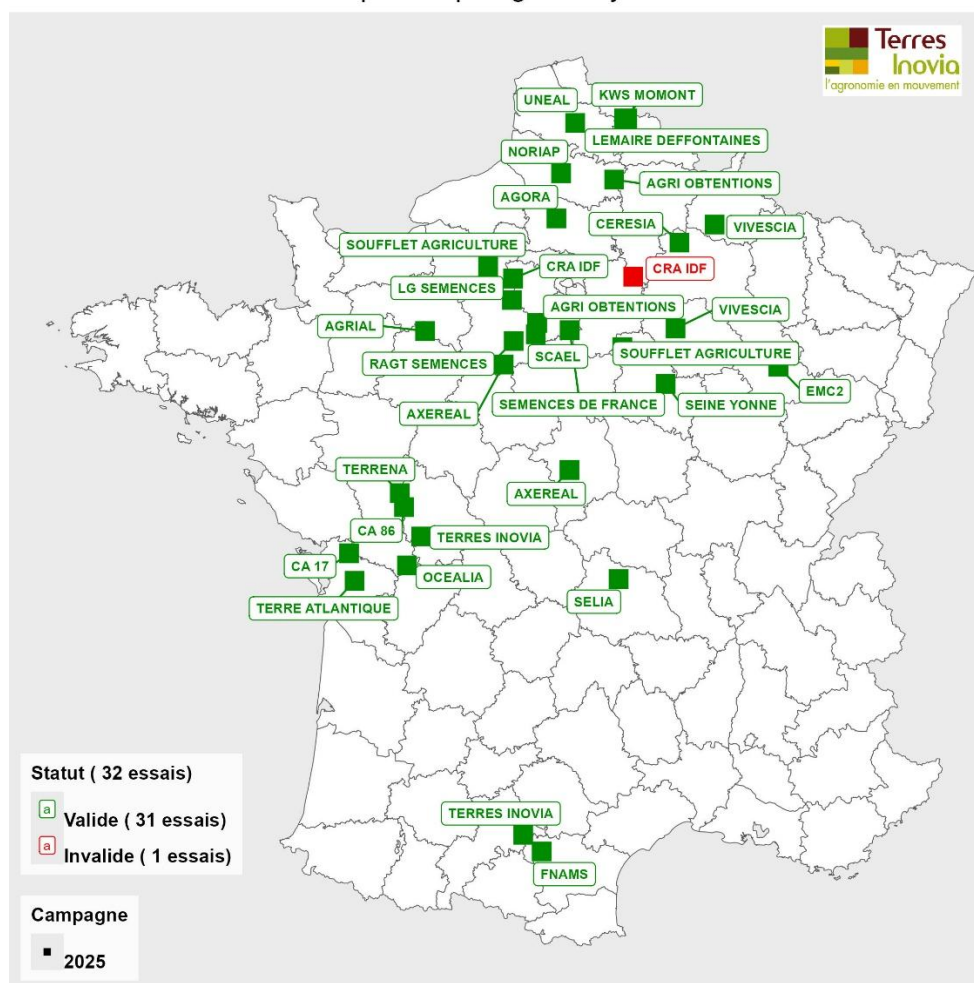 Terres
Inovia
l'agronomie en mouvement
UNEAL
KWS MOMONT
LEMAIRE DEFFONTAINES
NORIAP
AGRI OBTENTIONS
AGORA
CERESIA
VIVESCIA
SOUFFLET AGRICULTURE
CRA IDF
CRA IDF
LG SEMENCES
AGRI OBTENTIONS
VIVESCIA
AGRIAL
RAGT SEMENCES
SCAEL
SOUFFLET AGRICULTURE
EMC2
AXEREAL
SEMENCES DE FRANCE
SEINE YONNE
TERRENA
AXEREAL
CA 86
TERRES INOVIA
CA 17
OCEALIA
TERRE ATLANTIQUE
SELIA
TERRES INOVIA
FNAMS
Statut ( 32 essais)
a Valide ( 31 essais)
a Invalide ( 1 essais)
Campagne
2025